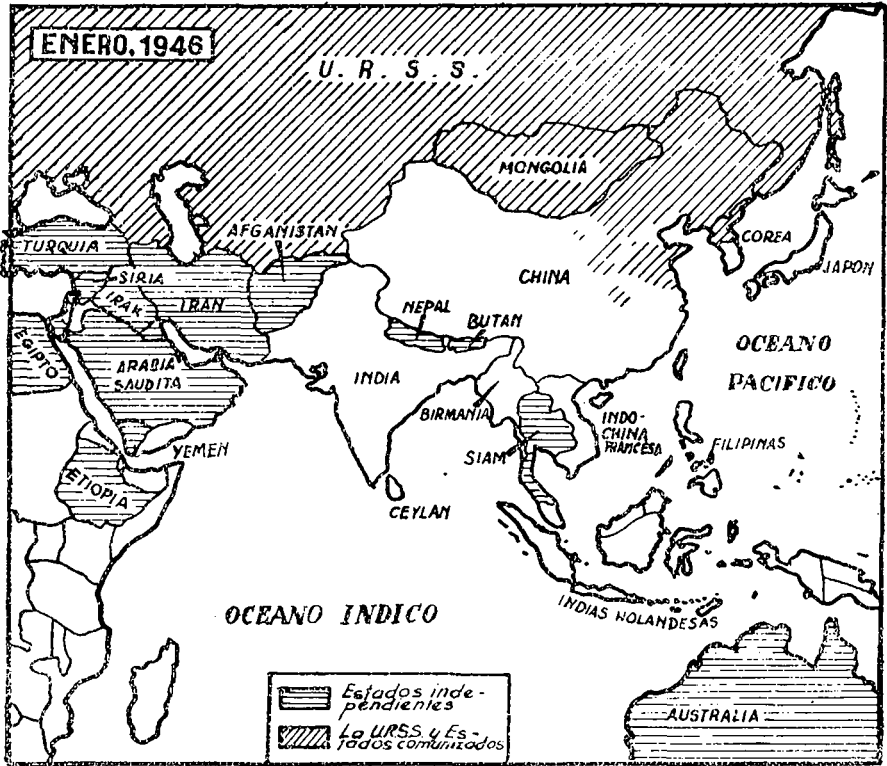 ENERO, 1946
U. R. S. S.
MONGOLIA
AFGANISTAN
TURQUIA
COREA
SIRIA
JAPON
CHINA
IRAK
IRAN
NEPAL
BUTAN
EGIPTO
OCEANO
PACIFICO
ARABIA
SAUDITA
INDIA
BIRMANIA
INDO-
CHINA
FRANCESA
FILIPINAS
YEMEN
SIAM
ETIOPIA
CEYLAN
INDIAS HOLANDESAS
OCEANO INDICO
Estados inde-
pendientes
La URSS. y Es-
tados comunizados
AUSTRALIA